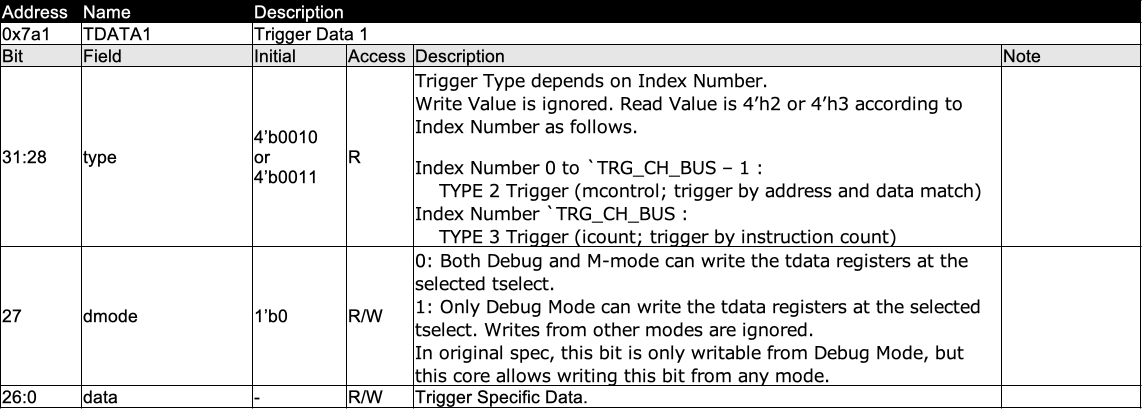 Address Name Description
0x7a1 TDATA1 Trigger Data 1
Bit Field Initial Access Description Note
31:28 type 4’b0010 or 4’b0011 R
Trigger Type depends on Index Number.
Write Value is ignored. Read Value is 4’h2 or 4’h3 according to
Index Number as follows.
Index Number 0 to `TRG_CH_BUS – 1 :
TYPE 2 Trigger (mcontrol; trigger by address and data match)
Index Number `TRG_CH_BUS :
TYPE 3 Trigger (icount; trigger by instruction count)
27 dmode 1’b0 R/W
0: Both Debug and M-mode can write the tdata registers at the
selected tselect.
1: Only Debug Mode can write the tdata registers at the selected
tselect. Writes from other modes are ignored.
In original spec, this bit is only writable from Debug Mode, but
this core allows writing this bit from any mode.
26:0 data - R/W Trigger Specific Data.